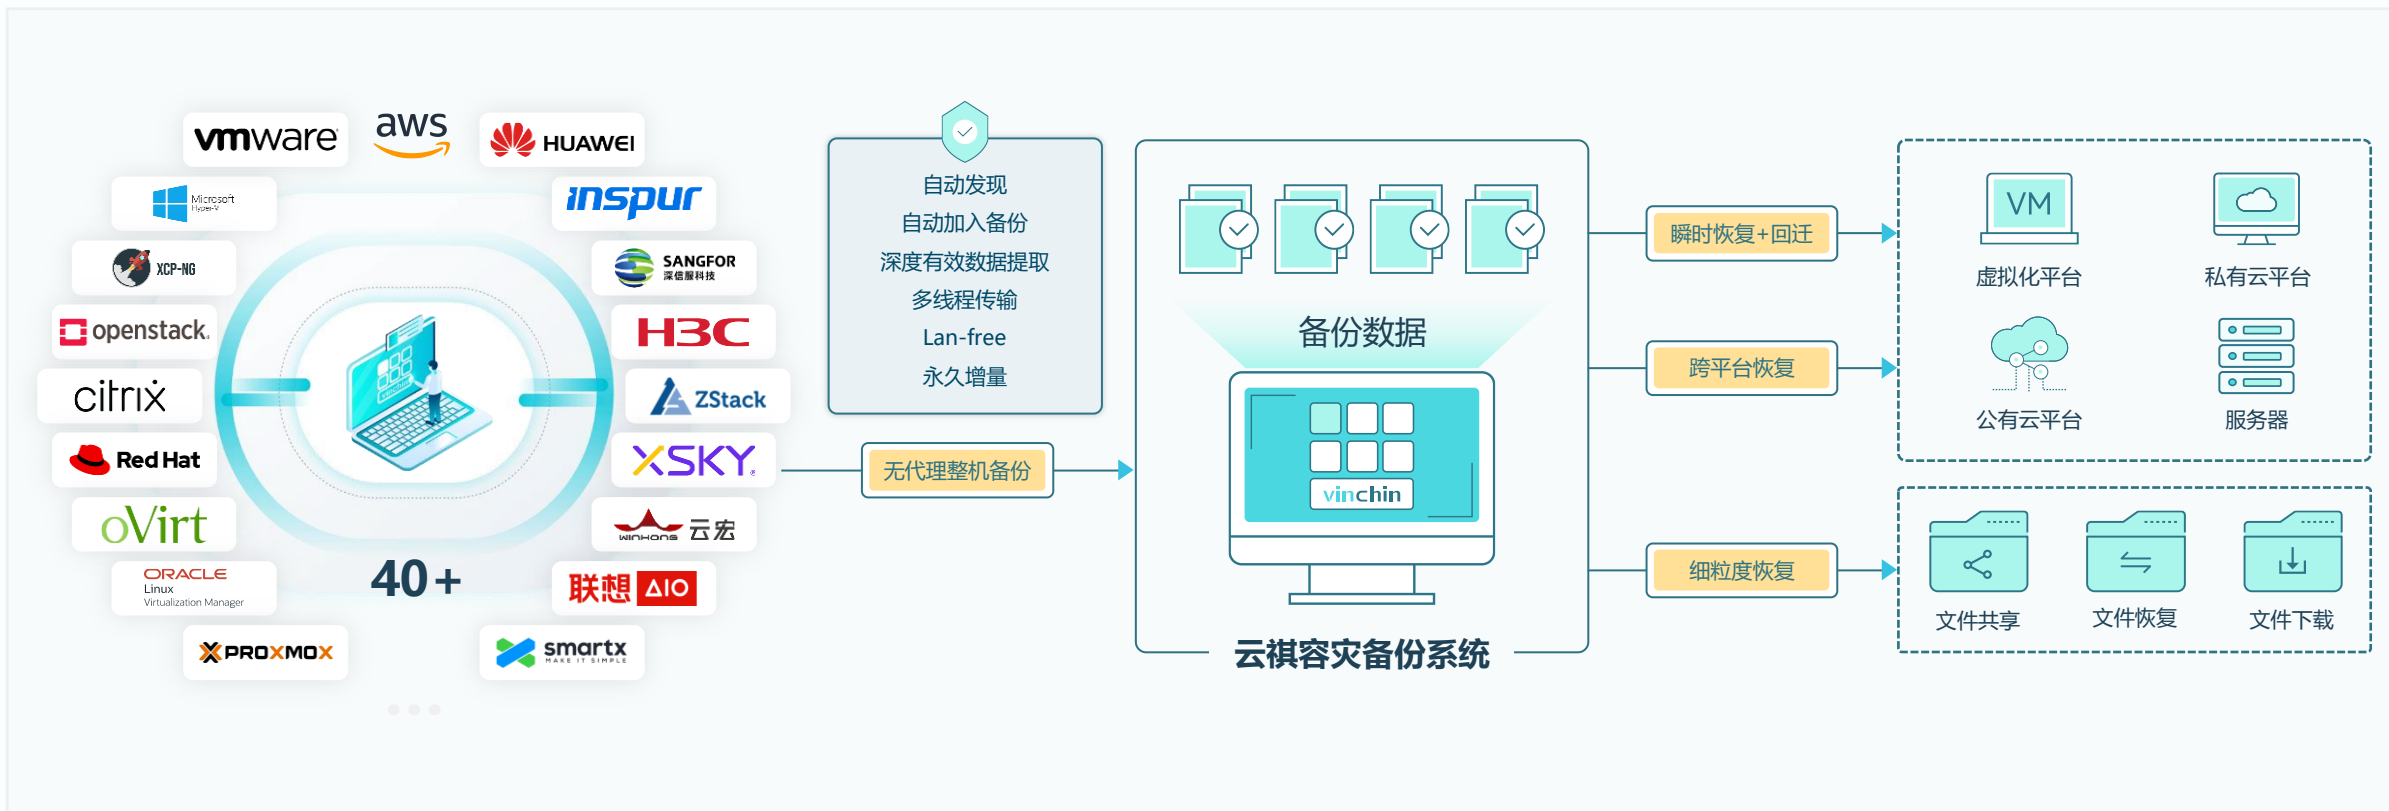 vmware
aws
HUAWEI
Microsoft
Hyper-V
inspur
XCP-NG
SANGFOR
深信服科技
openstack.
H3C
citrix
ZStack
Red Hat
XSKY
oVirt
WINHONG 云宏
ORACLE
Linux
Virtualization Manager
40+
联想 AIO
PROXMOX
smartx
MAKE IT SIMPLE
自动发现
自动加入备份
深度有效数据提取
多线程传输
Lan-free
永久增量
无代理整机备份
备份数据
vinchin
云祺容灾备份系统
瞬时恢复+回迁
跨平台恢复
细粒度恢复
VM
虚拟化平台
私有云平台
公有云平台
服务器
文件共享
文件恢复
文件下载